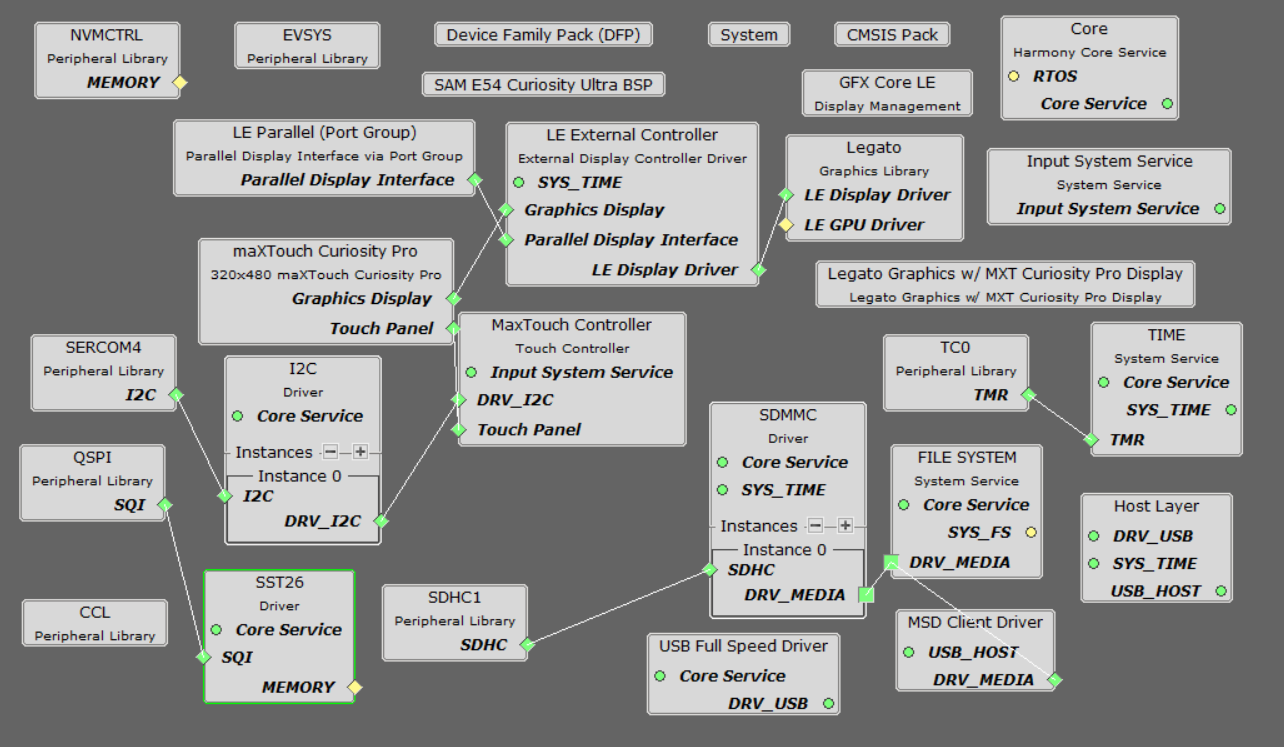 NVMCTRL
Peripheral Library
MEMORY
EVSYS
Peripheral Library
Device Family Pack (DFP)
System
CMSIS Pack
Core
Harmony Core Service
RTOS
Core Service
SAM E54 Curiosity Ultra BSP
GFX Core LE
Display Management
LE Parallel (Port Group)
Parallel Display Interface via Port Group
Parallel Display Interface
LE External Controller
External Display Controller Driver
SYS_TIME
Graphics Display
Parallel Display Interface
LE Display Driver
Legato
Graphics Library
LE Display Driver
LE GPU Driver
Input System Service
System Service
Input System Service
maXTouch Curiosity Pro
320x480 maXTouch Curiosity Pro
Graphics Display
Touch Panel
Legato Graphics w/ MXT Curiosity Pro Display
Legato Graphics w/ MXT Curiosity Pro Display
SERCOM4
Peripheral Library
I2C
I2C
Driver
Core Service
Instances
Instance 0
I2C
DRV_I2C
MaxTouch Controller
Touch Controller
Input System Service
DRV_I2C
Touch Panel
TC0
Peripheral Library
TMR
TIME
System Service
Core Service
SYS_TIME
TMR
QSPI
Peripheral Library
SQI
SDMMC
Driver
Core Service
SYS_TIME
Instances
Instance 0
SDHC
DRV_MEDIA
FILE SYSTEM
System Service
Core Service
SYS_FS
DRV_MEDIA
Host Layer
DRV_USB
SYS_TIME
USB_HOST
CCL
Peripheral Library
SST26
Driver
Core Service
SQI
MEMORY
SDHC1
Peripheral Library
SDHC
USB Full Speed Driver
Core Service
DRV_USB
MSD Client Driver
USB_HOST
DRV_MEDIA